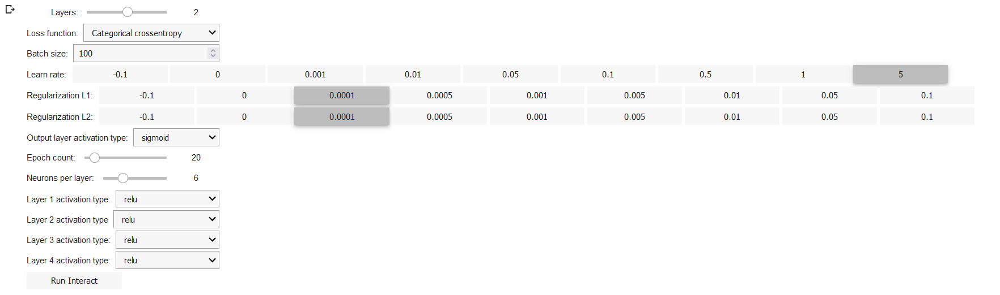 Layers: 2
Loss function: Categorical crossentropy
Batch size: 100
Learn rate: -0.1 0 0.001 0.01 0.05 0.1 0.5 1 5
Regularization L1: -0.1 0 0.0001 0.0005 0.001 0.005 0.01 0.05 0.1
Regularization L2: -0.1 0 0.0001 0.0005 0.001 0.005 0.01 0.05 0.1
Output layer activation type: sigmoid
Epoch count: 20
Neurons per layer: 6
Layer 1 activation type: relu
Layer 2 activation type relu
Layer 3 activation type: relu
Layer 4 activation type: relu
Run Interact